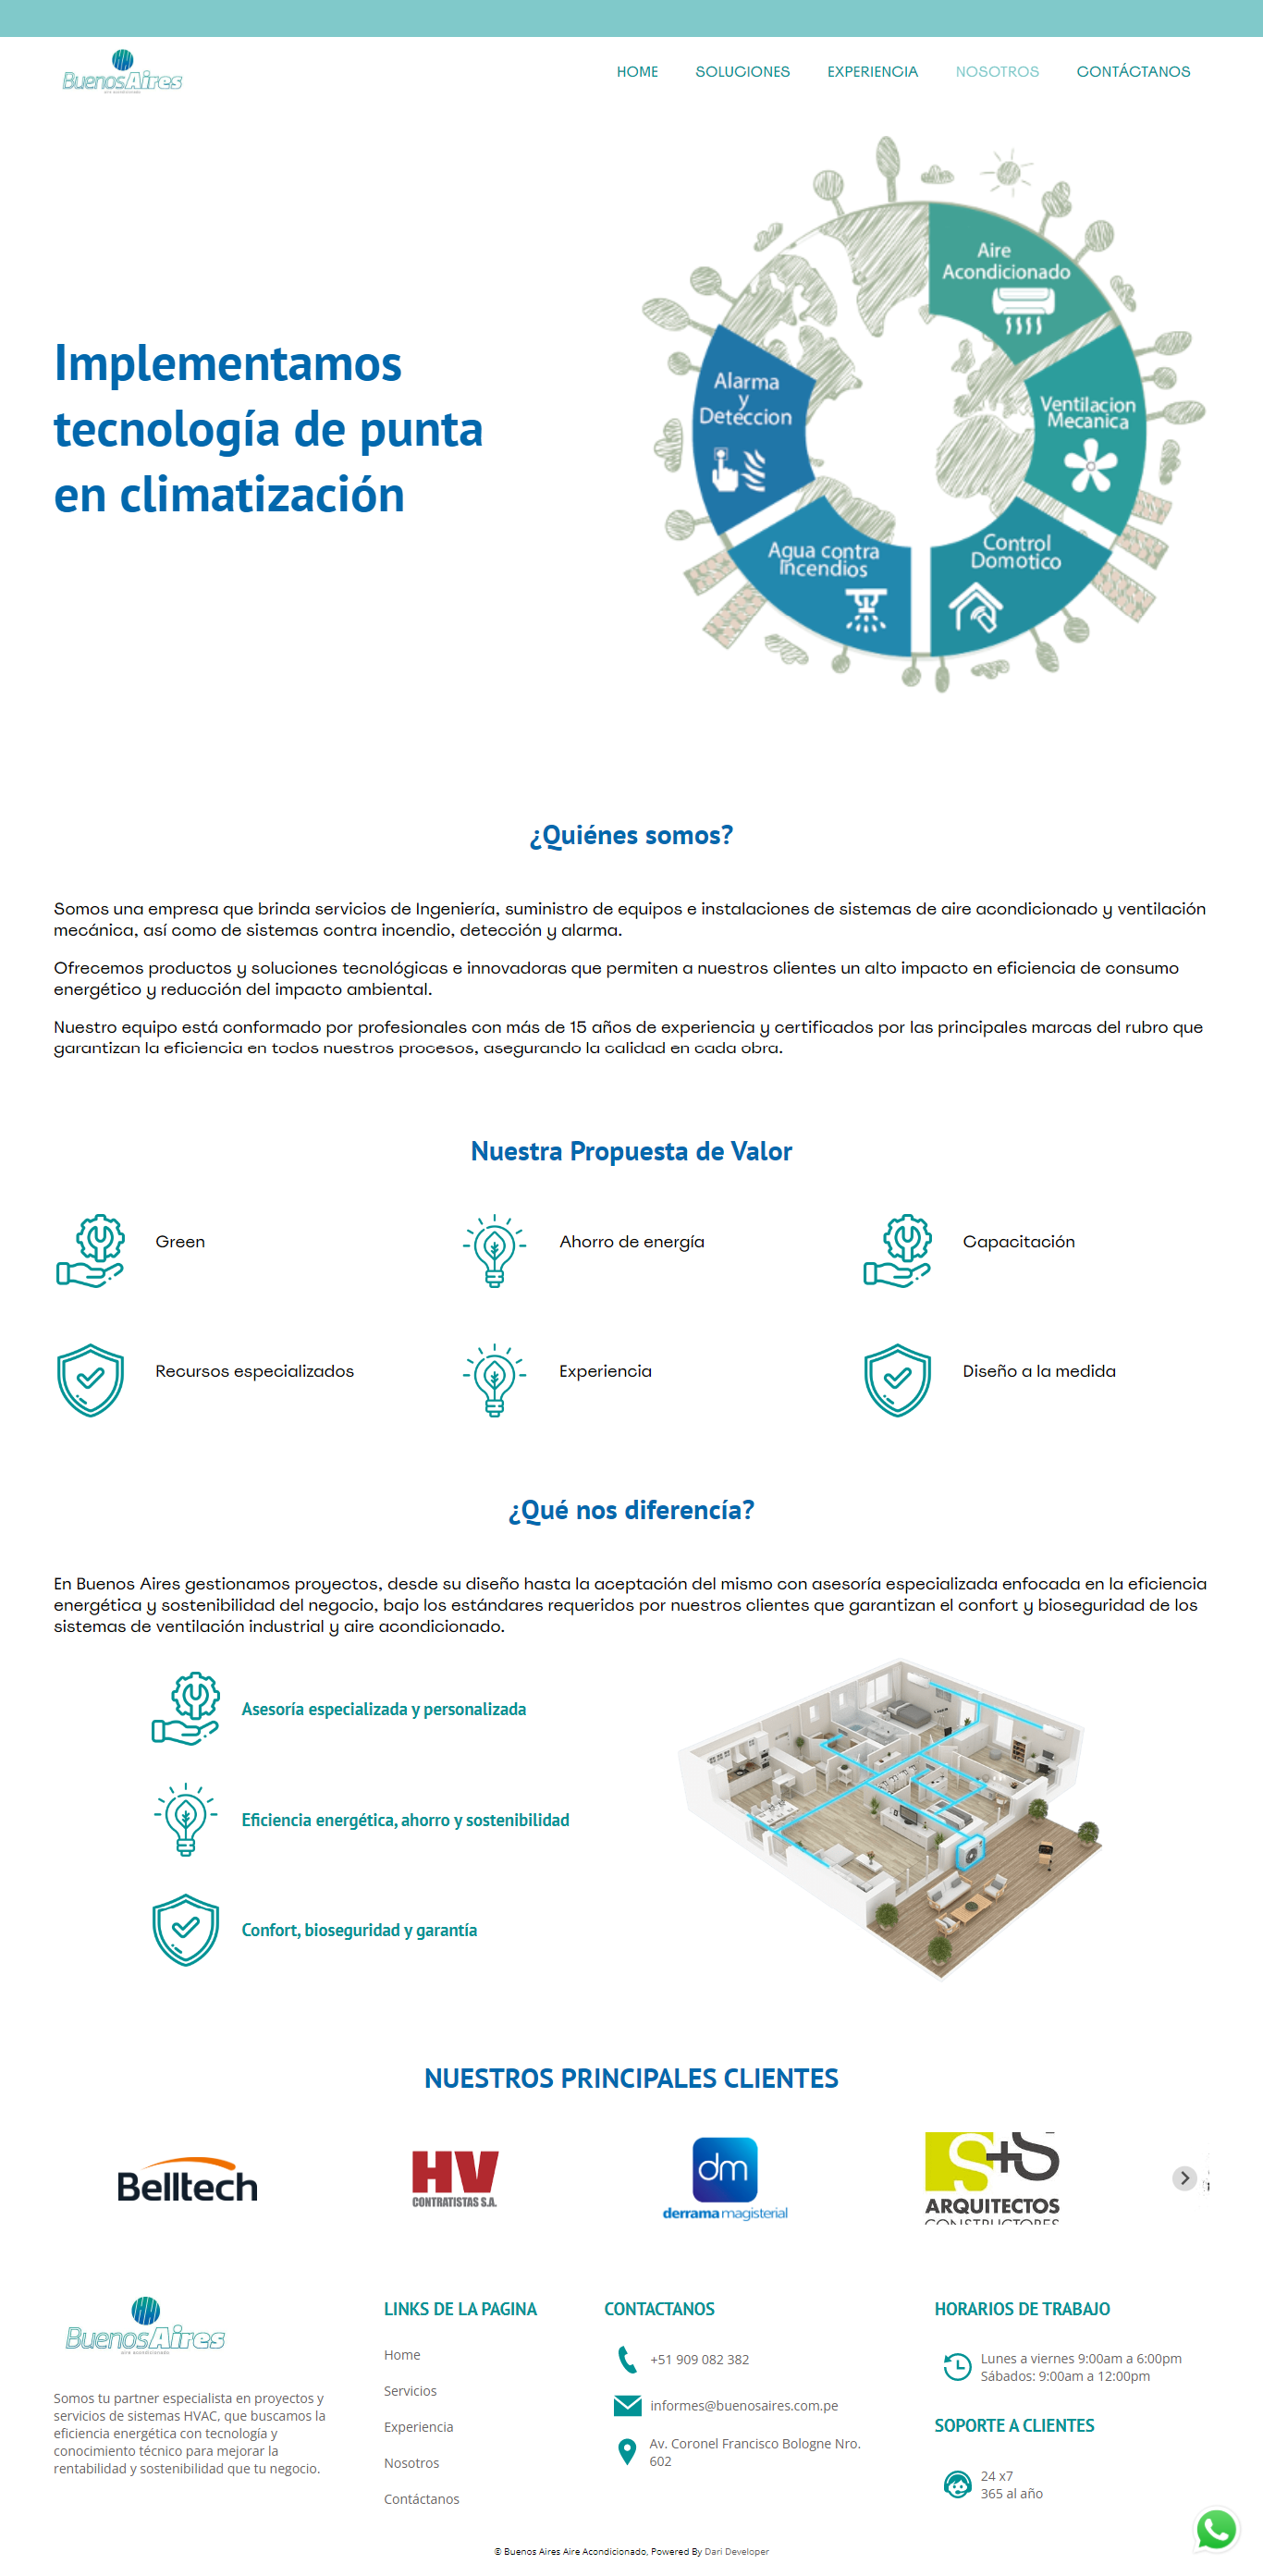 BuenosAires
aire acondicionado
HOME SOLUCIONES EXPERIENCIA NOSOTROS CONTÁCTANOS
Implementamos
tecnología de punta
en climatización
Aire
Acondicionado
Alarma
y
Deteccion
Ventilacion
Mecanica
Agua contra
Incendios
Control
Domotico
¿Quiénes somos?
Somos una empresa que brinda servicios de Ingeniería, suministro de equipos e instalaciones de sistemas de aire acondicionado y ventilación
mecánica, así como de sistemas contra incendio, detección y alarma.
Ofrecemos productos y soluciones tecnológicas e innovadoras que permiten a nuestros clientes un alto impacto en eficiencia de consumo
energético y reducción del impacto ambiental.
Nuestro equipo está conformado por profesionales con más de 15 años de experiencia y certificados por las principales marcas del rubro que
garantizan la eficiencia en todos nuestros procesos, asegurando la calidad en cada obra.
Nuestra Propuesta de Valor
Green
Ahorro de energía
Capacitación
Recursos especializados
Experiencia
Diseño a la medida
¿Qué nos diferencía?
En Buenos Aires gestionamos proyectos, desde su diseño hasta la aceptación del mismo con asesoría especializada enfocada en la eficiencia
energética y sostenibilidad del negocio, bajo los estándares requeridos por nuestros clientes que garantizan el confort y bioseguridad de los
sistemas de ventilación industrial y aire acondicionado.
Asesoría especializada y personalizada
Eficiencia energética, ahorro y sostenibilidad
Confort, bioseguridad y garantía
NUESTROS PRINCIPALES CLIENTES
Belltech
HV
CONTRATISTAS S.A.
dm
derrama magisterial
S+S
ARQUITECTOS
CONSTRUCTORES
BuenosAires
aire acondicionado
Somos tu partner especialista en proyectos y
servicios de sistemas HVAC, que buscamos la
eficiencia energética con tecnología y
conocimiento técnico para mejorar la
rentabilidad y sostenibilidad que tu negocio.
LINKS DE LA PAGINA
Home
Servicios
Experiencia
Nosotros
Contáctanos
CONTACTANOS
+51 909 082 382
informes@buenosaires.com.pe
Av. Coronel Francisco Bologne Nro.
602
HORARIOS DE TRABAJO
Lunes a viernes 9:00am a 6:00pm
Sábados: 9:00am a 12:00pm
SOPORTE A CLIENTES
24 x7
365 al año
© Buenos Aires Aire Acondicionado, Powered By Dari Developer